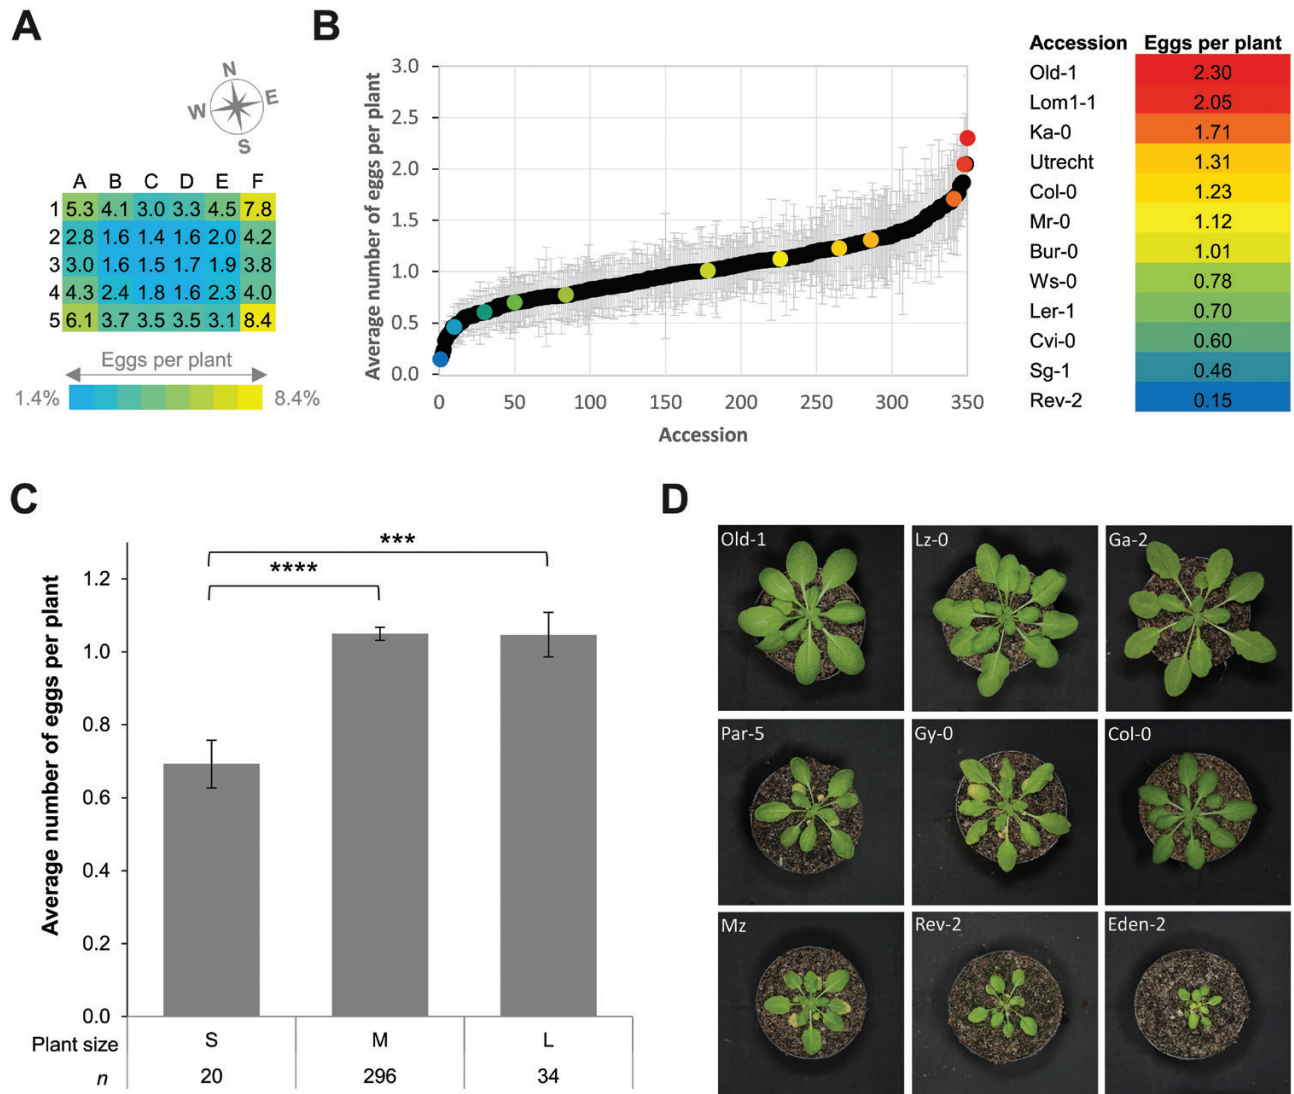 A
N
W E
S
A B C D E F
1 5.3 4.1 3.0 3.3 4.5 7.8
2 2.8 1.6 1.4 1.6 2.0 4.2
3 3.0 1.6 1.5 1.7 1.9 3.8
4 4.3 2.4 1.8 1.6 2.3 4.0
5 6.1 3.7 3.5 3.5 3.1 8.4
Eggs per plant
1.4% 8.4%
B
Average number of eggs per plant
3.0
2.5
2.0
1.5
1.0
0.5
0.0
0 50 100 150 200 250 300 350
Accession
Accession Eggs per plant
Old-1 2.30
Lom1-1 2.05
Ka-0 1.71
Utrecht 1.31
Col-0 1.23
Mr-0 1.12
Bur-0 1.01
Ws-0 0.78
Ler-1 0.70
Cvi-0 0.60
Sg-1 0.46
Rev-2 0.15
C
Average number of eggs per plant
***
****
1.2
1.0
0.8
0.6
0.4
0.2
0.0
Plant size S M L
n 20 296 34
D
Old-1 Lz-0 Ga-2
Par-5 Gy-0 Col-0
Mz Rev-2 Eden-2